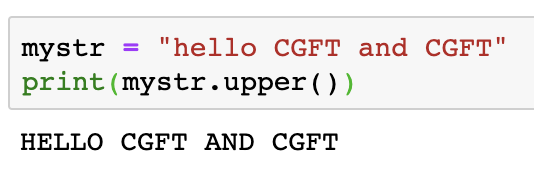 mystr = "hello CGFT and CGFT"
print(mystr.upper())
HELLO CGFT AND CGFT